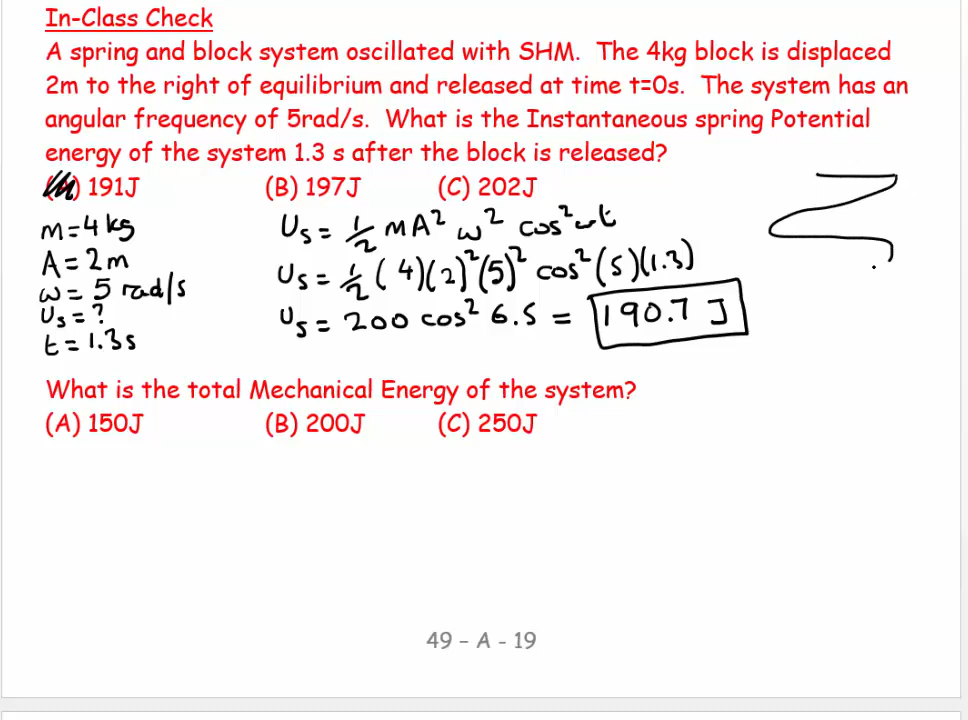 In-Class Check
A spring and block system oscillated with SHM. The 4kg block is displaced
2m to the right of equilibrium and released at time t=0s. The system has an
angular frequency of 5rad/s. What is the Instantaneous spring Potential
energy of the system 1.3 s after the block is released?
(A) 191J (B) 197J (C) 202J
m = 4 kg
A = 2m
ω = 5 rad/s
Us = ?
t = 1.3s
Us = 1/2 mA² ω² cos² ωt
Us = 1/2 (4)(2)²(5)² cos² (5)(1.3)
Us = 200 cos² 6.5 = 190.7 J
What is the total Mechanical Energy of the system?
(A) 150J (B) 200J (C) 250J
49 – A - 19